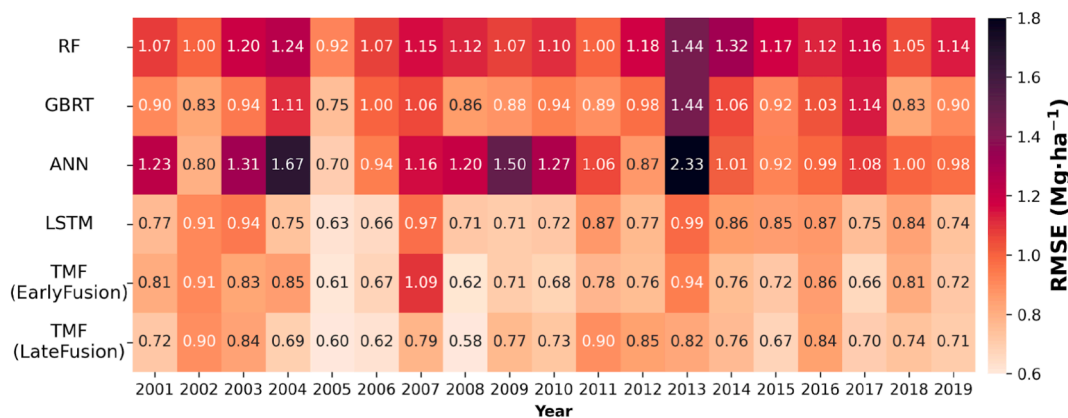 RF 1.07 1.00 1.20 1.24 0.92 1.07 1.15 1.12 1.07 1.10 1.00 1.18 1.44 1.32 1.17 1.12 1.16 1.05 1.14
GBRT 0.90 0.83 0.94 1.11 0.75 1.00 1.06 0.86 0.88 0.94 0.89 0.98 1.44 1.06 0.92 1.03 1.14 0.83 0.90
ANN 1.23 0.80 1.31 1.67 0.70 0.94 1.16 1.20 1.50 1.27 1.06 0.87 2.33 1.01 0.92 0.99 1.08 1.00 0.98
LSTM 0.77 0.91 0.94 0.75 0.63 0.66 0.97 0.71 0.71 0.72 0.87 0.77 0.99 0.86 0.85 0.87 0.75 0.84 0.74
TMF
(EarlyFusion) 0.81 0.91 0.83 0.85 0.61 0.67 1.09 0.62 0.71 0.68 0.78 0.76 0.94 0.76 0.72 0.86 0.66 0.81 0.72
TMF
(LateFusion) 0.72 0.90 0.84 0.69 0.60 0.62 0.79 0.58 0.77 0.73 0.90 0.85 0.82 0.76 0.67 0.84 0.70 0.74 0.71
2001 2002 2003 2004 2005 2006 2007 2008 2009 2010 2011 2012 2013 2014 2015 2016 2017 2018 2019
Year
1.8
1.6
1.4
1.2
1.0
0.8
0.6
RMSE (Mg·ha⁻¹)